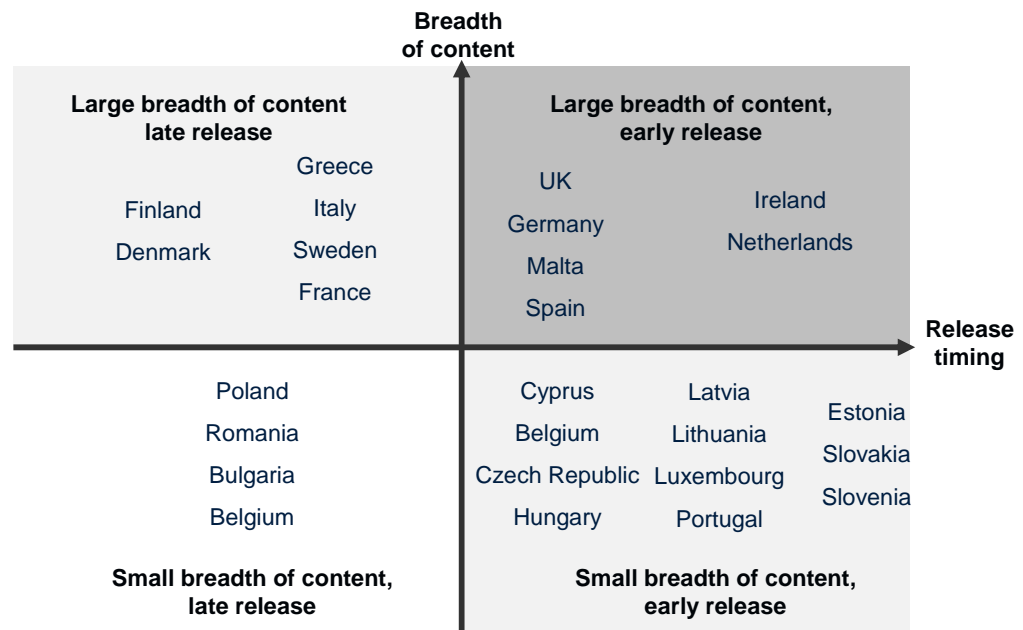 Breadth
of content
Large breadth of content
late release
Greece
Finland
Italy
Denmark
Sweden
France
Large breadth of content,
early release
UK
Germany
Malta
Spain
Ireland
Netherlands
Release
timing
Poland
Romania
Bulgaria
Belgium
Small breadth of content,
late release
Cyprus
Belgium
Czech Republic
Hungary
Latvia
Lithuania
Luxembourg
Portugal
Estonia
Slovakia
Slovenia
Small breadth of content,
early release